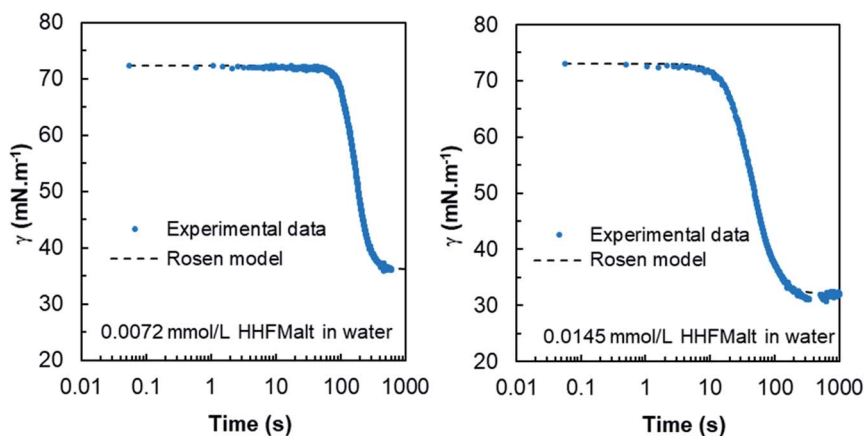 80
70
60
50
40
30
20
γ (mN.m⁻¹)
Experimental data
Rosen model
0.0072 mmol/L HHFMalt in water
0.01 0.1 1 10 100 1000
Time (s)
80
70
60
50
40
30
20
γ (mN.m⁻¹)
Experimental data
Rosen model
0.0145 mmol/L HHFMalt in water
0.01 0.1 1 10 100 1000
Time (s)